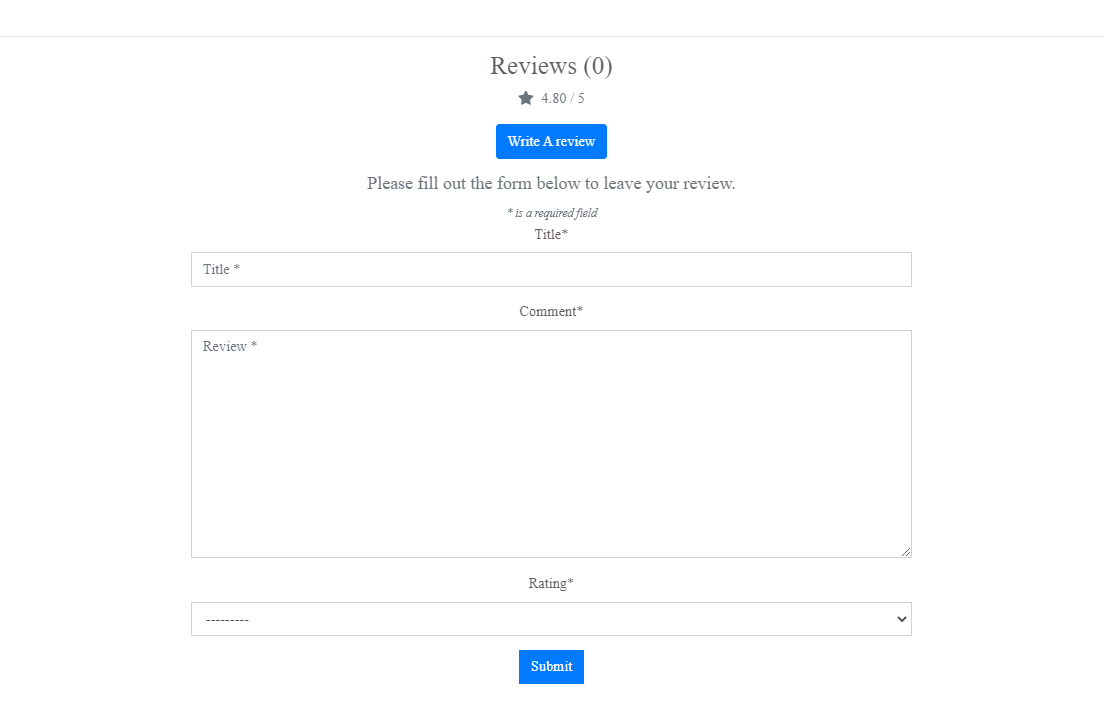 Reviews (0)
4.80 / 5
Write A review
Please fill out the form below to leave your review.
* is a required field
Title*
Title *
Comment*
Review *
Rating*
---------
Submit